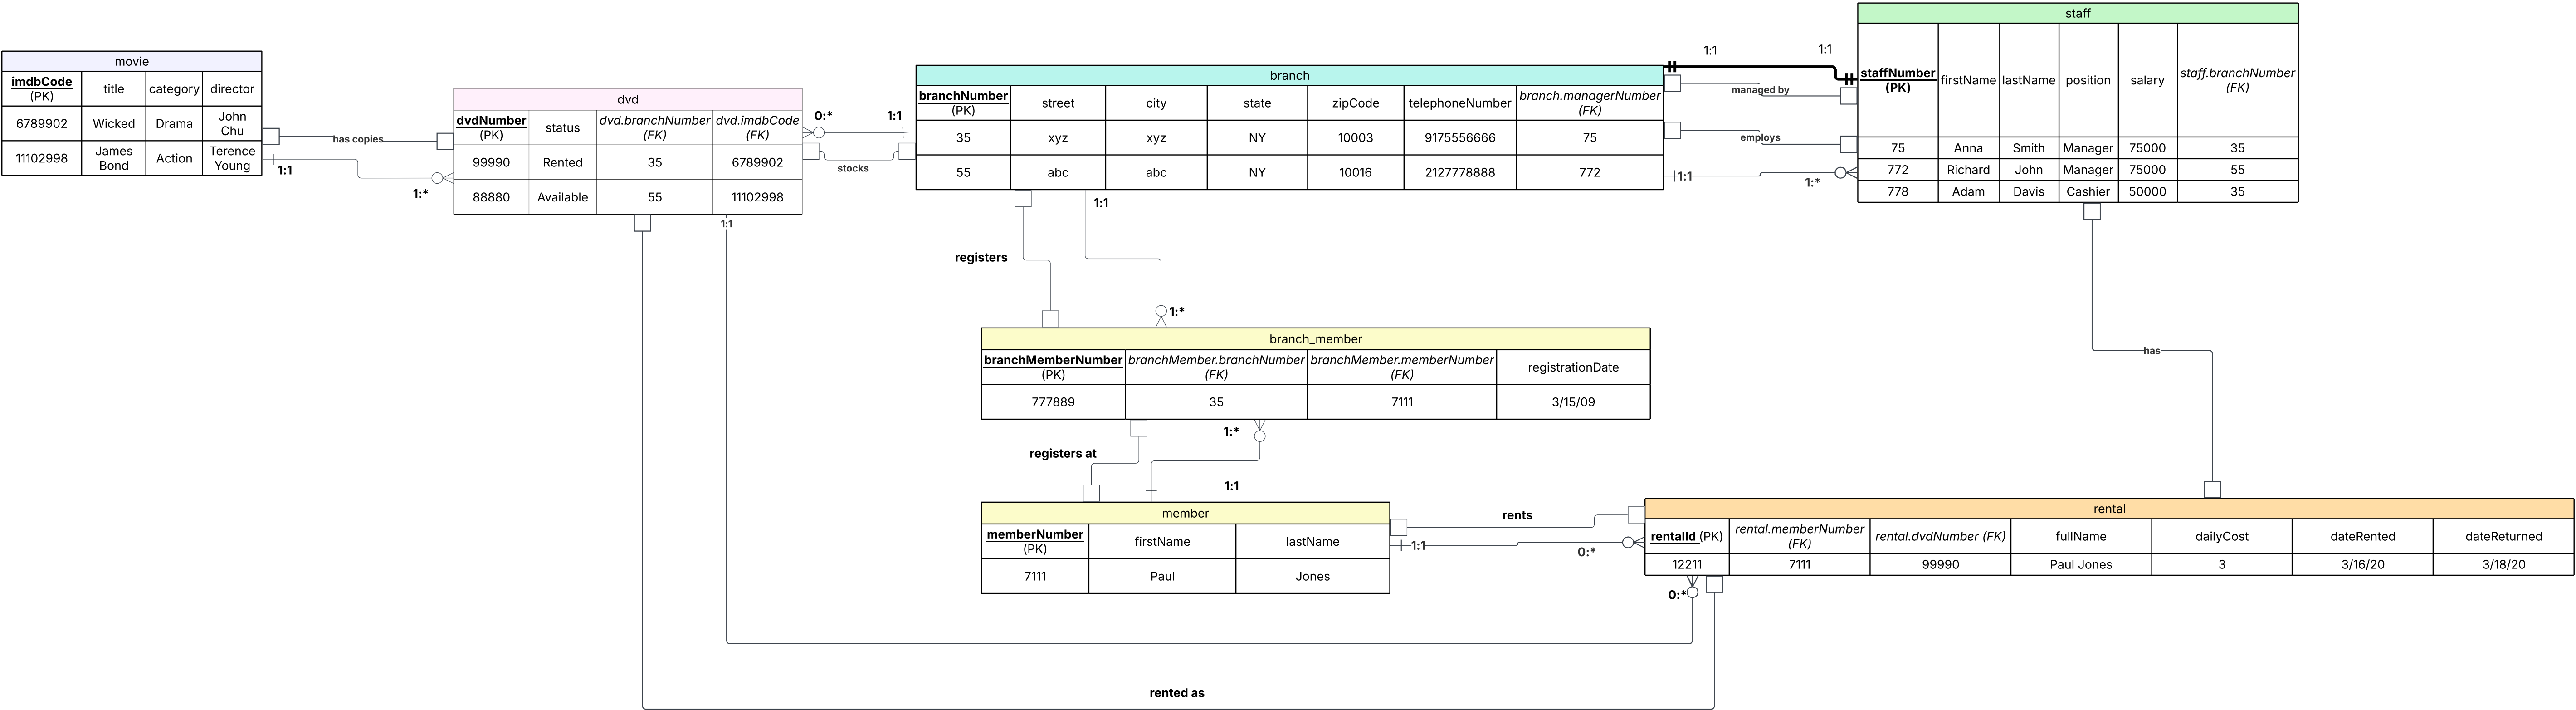 movie
imdbCode
(PK)
title
category
director
6789902
Wicked
Drama
John
Chu
11102998
James
Bond
Action
Terence
Young
has copies
1:1
1:*
dvd
dvdNumber
(PK)
status
dvd.branchNumber
(FK)
dvd.imdbCode
(FK)
99990
Rented
35
6789902
88880
Available
55
11102998
1:1
0:*
1:1
stocks
branch
branchNumber
(PK)
street
city
state
zipCode
telephoneNumber
branch.managerNumber
(FK)
35
xyz
xyz
NY
10003
9175556666
75
55
abc
abc
NY
10016
2127778888
772
1:1
1:1
managed by
employs
1:1
1:*
staff
staffNumber
(PK)
firstName
lastName
position
salary
staff.branchNumber
(FK)
75
Anna
Smith
Manager
75000
35
772
Richard
John
Manager
75000
55
778
Adam
Davis
Cashier
50000
35
1:1
registers
1:*
branch_member
branchMemberNumber
(PK)
branchMember.branchNumber
(FK)
branchMember.memberNumber
(FK)
registrationDate
777889
35
7111
3/15/09
1:*
registers at
1:1
has
member
memberNumber
(PK)
firstName
lastName
7111
Paul
Jones
rents
1:1
0:*
rental
rentalId (PK)
rental.memberNumber
(FK)
rental.dvdNumber (FK)
fullName
dailyCost
dateRented
dateReturned
12211
7111
99990
Paul Jones
3
3/16/20
3/18/20
0:*
rented as